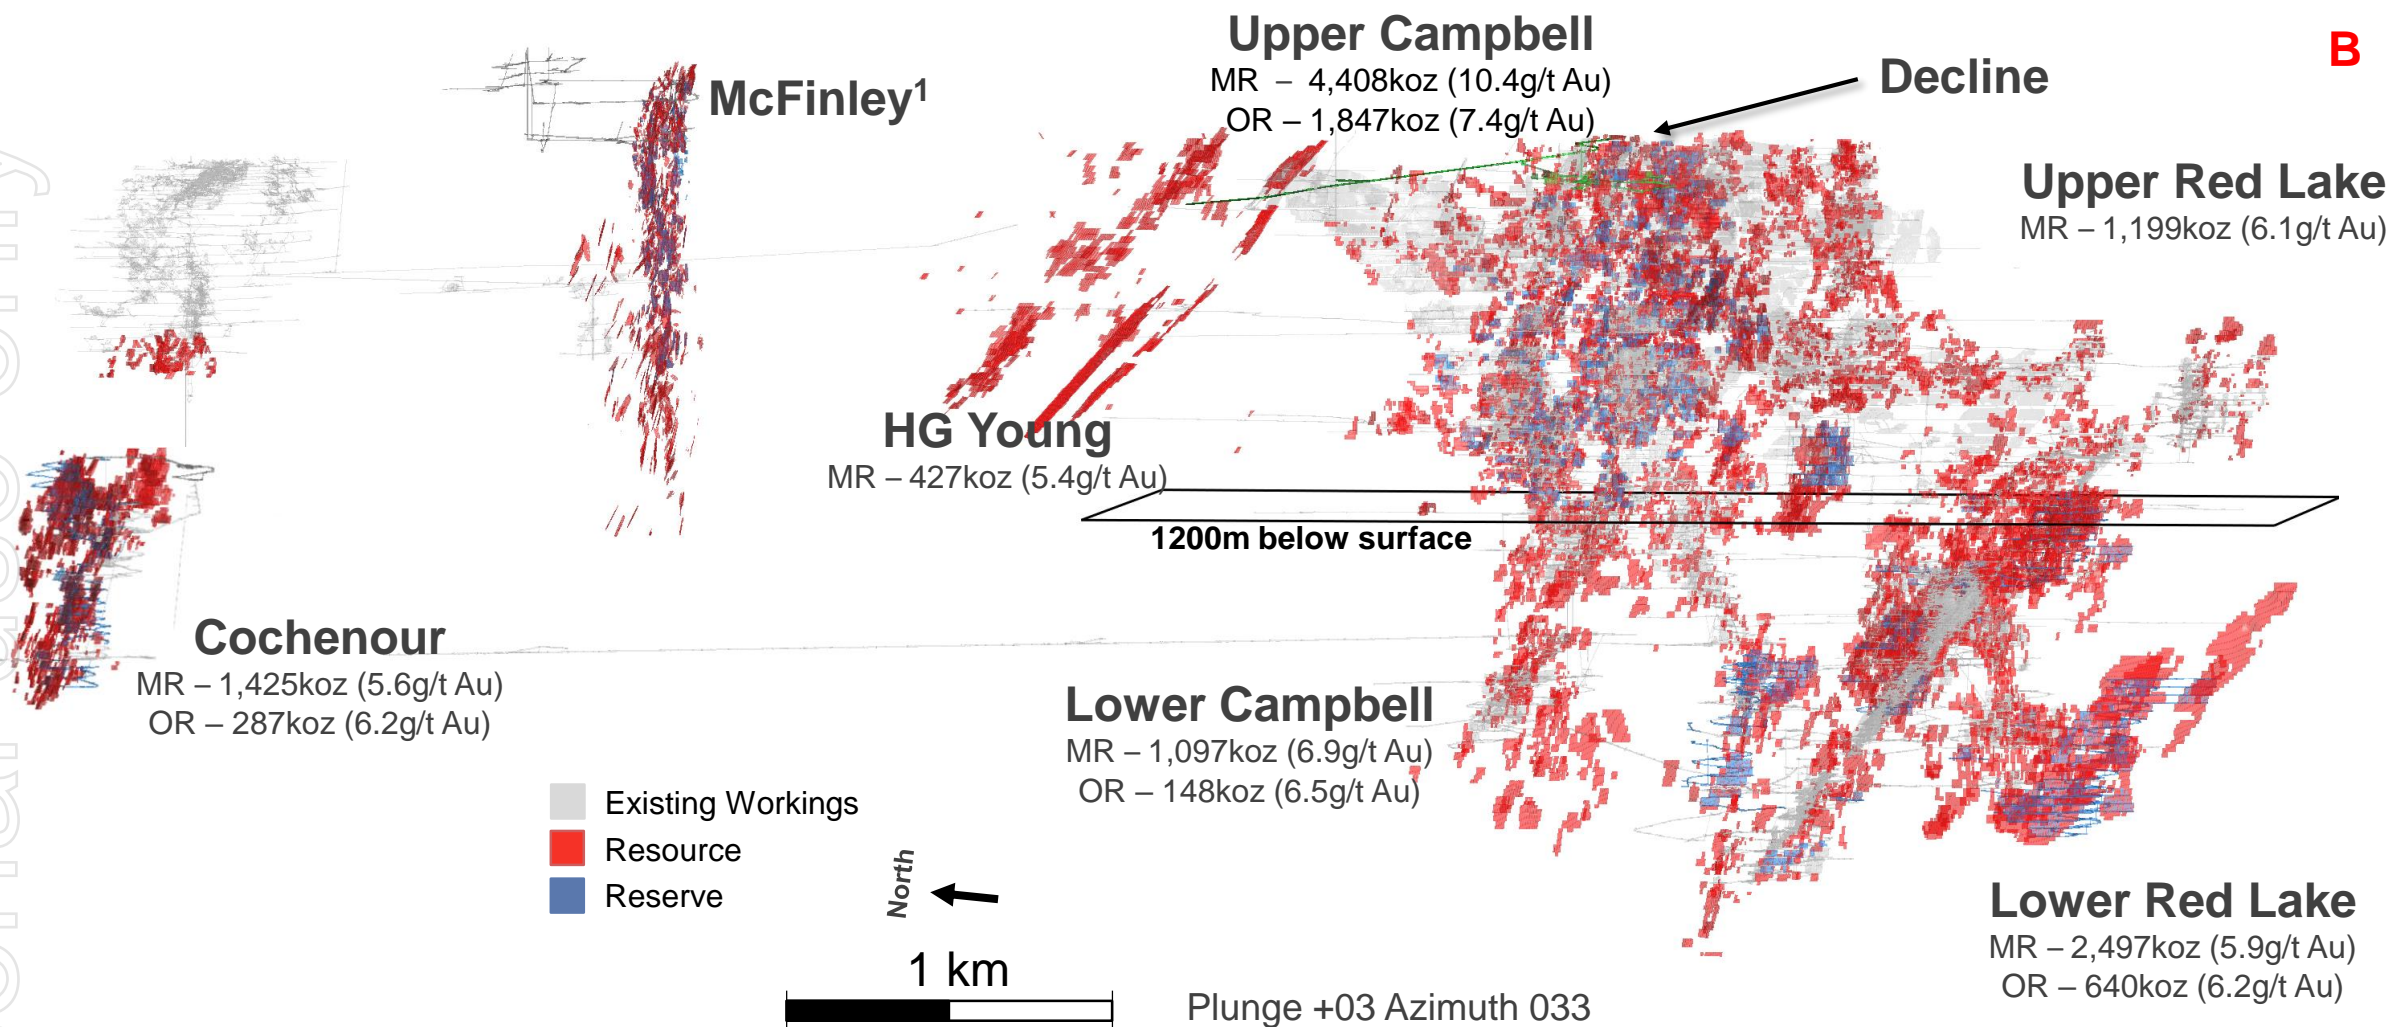 Upper Campbell
MR – 4,408koz (10.4g/t Au)
OR – 1,847koz (7.4g/t Au)
Decline
B
McFinley¹
Upper Red Lake
MR – 1,199koz (6.1g/t Au)
HG Young
MR – 427koz (5.4g/t Au)
1200m below surface
Cochenour
MR – 1,425koz (5.6g/t Au)
OR – 287koz (6.2g/t Au)
Lower Campbell
MR – 1,097koz (6.9g/t Au)
OR – 148koz (6.5g/t Au)
Existing Workings
Resource
Reserve
North
Lower Red Lake
MR – 2,497koz (5.9g/t Au)
OR – 640koz (6.2g/t Au)
1 km
Plunge +03 Azimuth 033